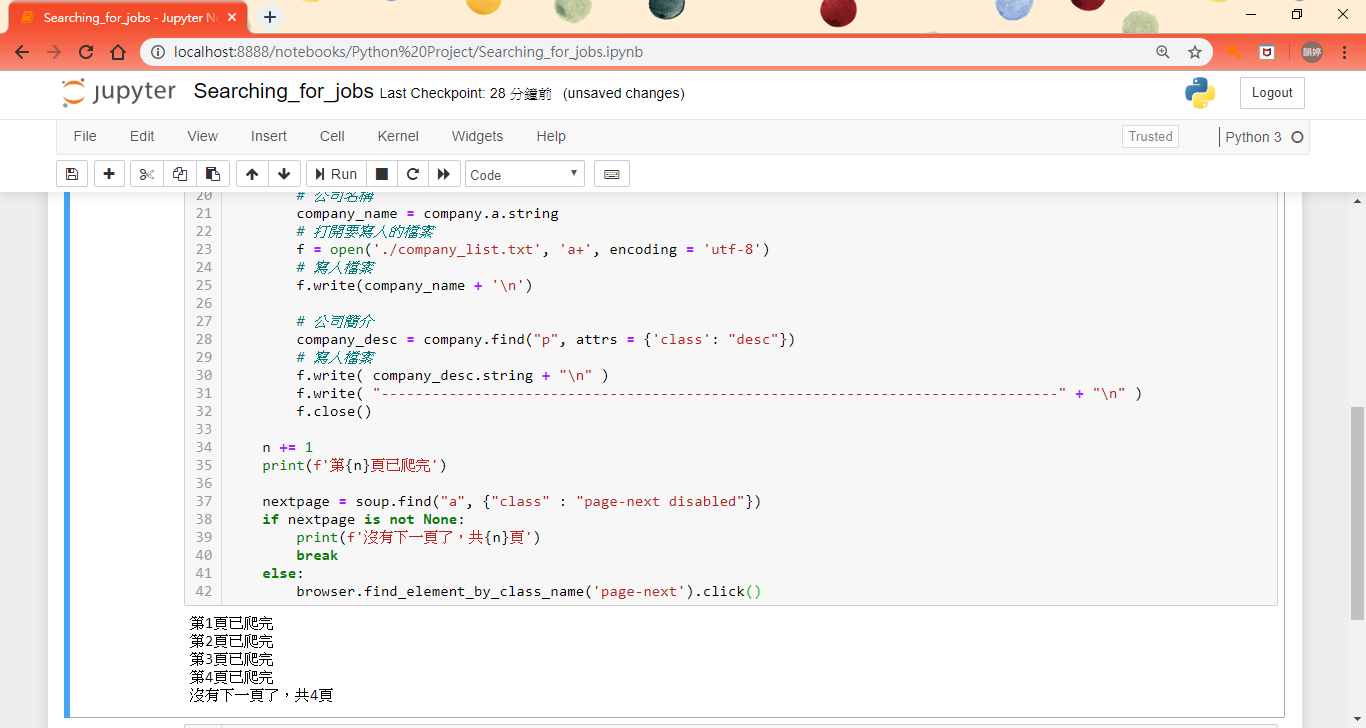 Searching_for_jobs - Jupyter N
localhost:8888/notebooks/Python%20Project/Searching_for_jobs.ipynb
韻婷
jupyter Searching_for_jobs Last Checkpoint: 28 分鐘前 (unsaved changes)
Logout
File Edit View Insert Cell Kernel Widgets Help
Trusted Python 3
Run Code
20 # 公司名稱
21 company_name = company.a.string
22 # 打開要寫入的檔案
23 f = open('./company_list.txt', 'a+', encoding = 'utf-8')
24 # 寫入檔案
25 f.write(company_name + '\n')
26
27 # 公司簡介
28 company_desc = company.find("p", attrs = {'class': "desc"})
29 # 寫入檔案
30 f.write( company_desc.string + "\n" )
31 f.write( "--------------------------------------------------------------------------------" + "\n" )
32 f.close()
33
34 n += 1
35 print(f'第{n}頁已爬完')
36
37 nextpage = soup.find("a", {"class" : "page-next disabled"})
38 if nextpage is not None:
39 print(f'沒有下一頁了，共{n}頁')
40 break
41 else:
42 browser.find_element_by_class_name('page-next').click()
第1頁已爬完
第2頁已爬完
第3頁已爬完
第4頁已爬完
沒有下一頁了，共4頁